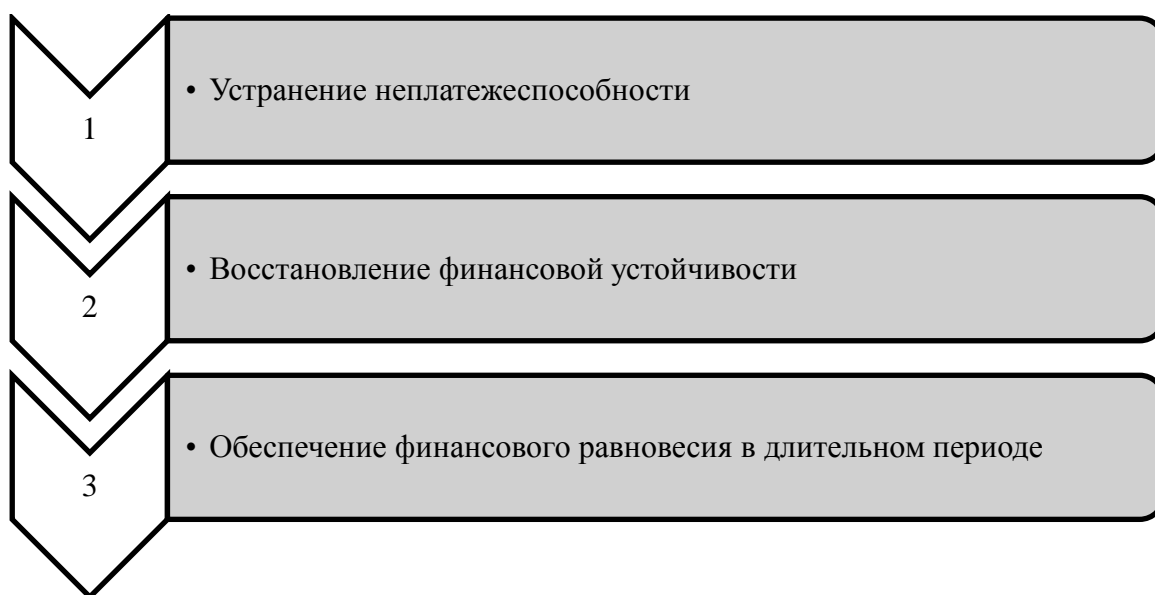 1
• Устранение неплатежеспособности
2
• Восстановление финансовой устойчивости
3
• Обеспечение финансового равновесия в длительном периоде